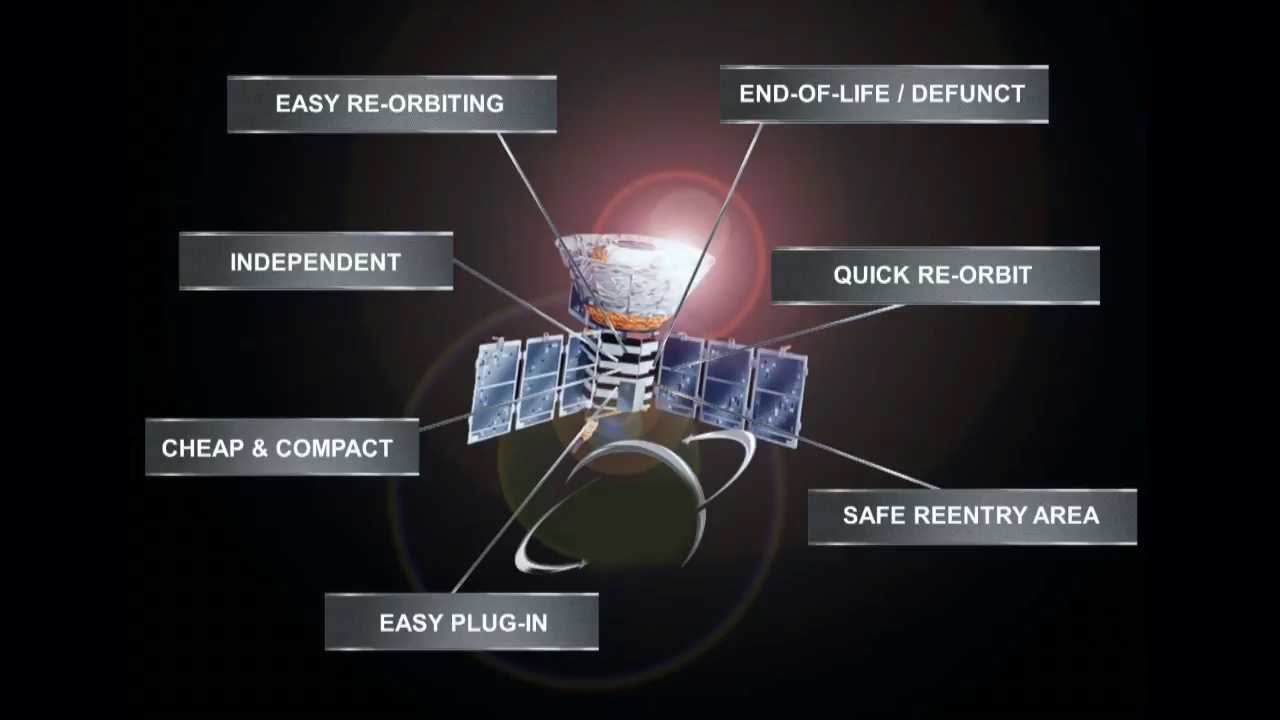 EASY RE-ORBITING
END-OF-LIFE / DEFUNCT
INDEPENDENT
QUICK RE-ORBIT
CHEAP & COMPACT
SAFE REENTRY AREA
EASY PLUG-IN